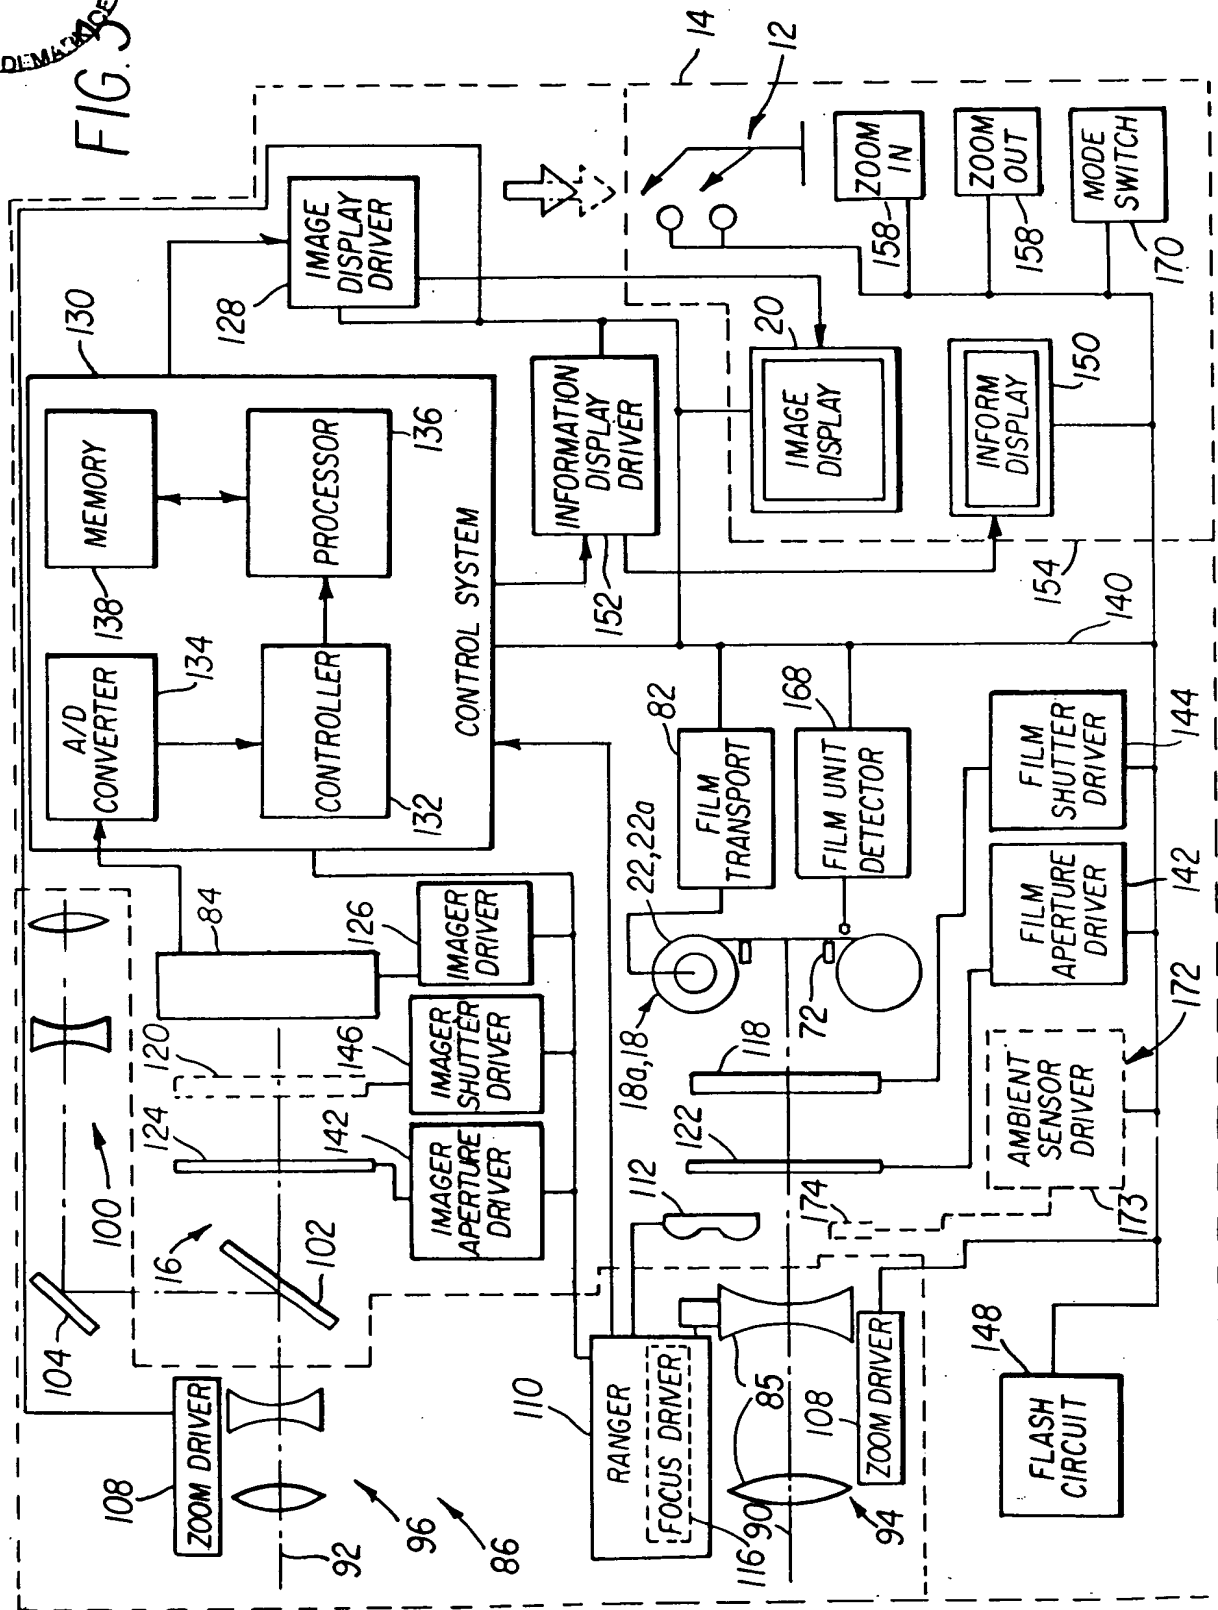 FIG. 3
14
12
130
128
IMAGE
DISPLAY
DRIVER
MEMORY
138
PROCESSOR
136
A/D
CONVERTER
134
CONTROLLER
132
CONTROL SYSTEM
INFORMATION
DISPLAY
DRIVER
152
20
IMAGE
DISPLAY
INFORM
DISPLAY
150
154
140
ZOOM
IN
158
ZOOM
OUT
158
MODE
SWITCH
170
84
126
IMAGER
DRIVER
120
146
IMAGER
SHUTTER
DRIVER
124
142
IMAGER
APERTURE
DRIVER
100
16
102
104
108
ZOOM DRIVER
92
96
86
82
FILM
TRANSPORT
168
FILM UNIT
DETECTOR
22,22a
18a,18
72
118
122
112
174
144
FILM
SHUTTER
DRIVER
142
FILM
APERTURE
DRIVER
172
AMBIENT
SENSOR
DRIVER
173
110
RANGER
FOCUS DRIVER
116
90
85
108
ZOOM DRIVER
94
148
FLASH
CIRCUIT